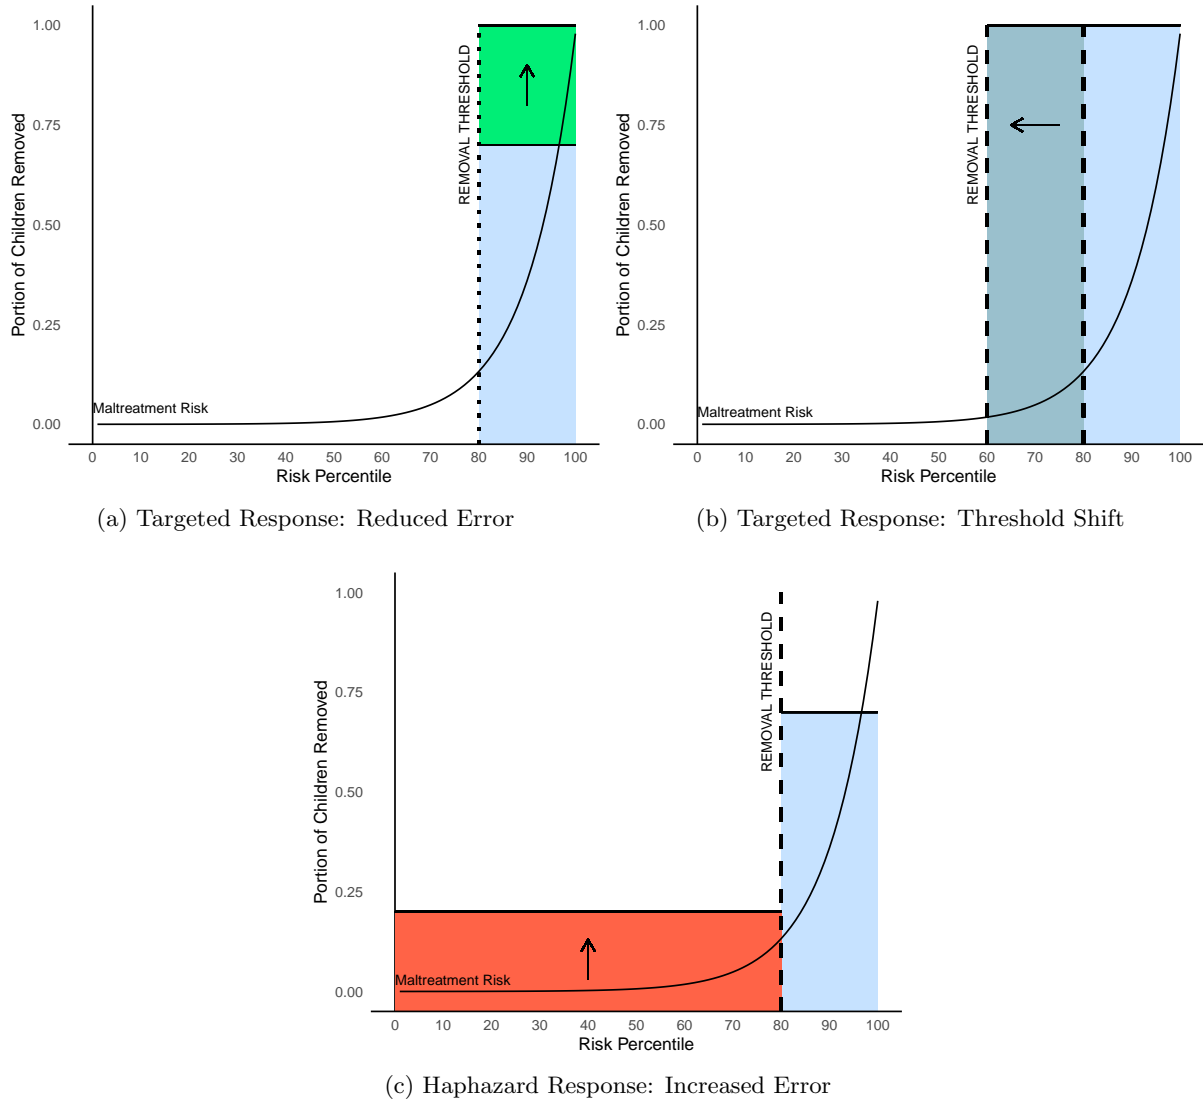 Portion of Children Removed
1.00
0.75
0.50
0.25
0.00
REMOVAL THRESHOLD
Maltreatment Risk
0 10 20 30 40 50 60 70 80 90 100
Risk Percentile
(a) Targeted Response: Reduced Error
Portion of Children Removed
1.00
0.75
0.50
0.25
0.00
REMOVAL THRESHOLD
Maltreatment Risk
0 10 20 30 40 50 60 70 80 90 100
Risk Percentile
(b) Targeted Response: Threshold Shift
Portion of Children Removed
1.00
0.75
0.50
0.25
0.00
REMOVAL THRESHOLD
Maltreatment Risk
0 10 20 30 40 50 60 70 80 90 100
Risk Percentile
(c) Haphazard Response: Increased Error